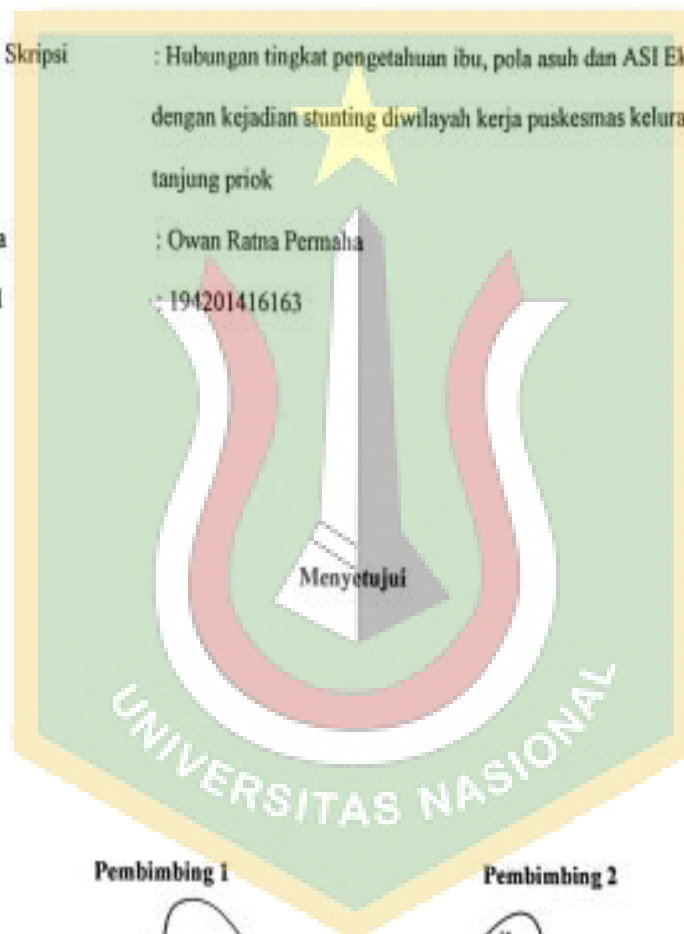 Skripsi : Hubungan tingkat pengetahuan ibu, pola asuh dan ASI
dengan kejadian stunting diwilayah kerja puskesmas
tanjung priok
: Owan Ratna Permaha
: 194201416163
Menyetujui
UNIVERSITAS NASIONAL
Pembimbing 1 Pembimbing 2